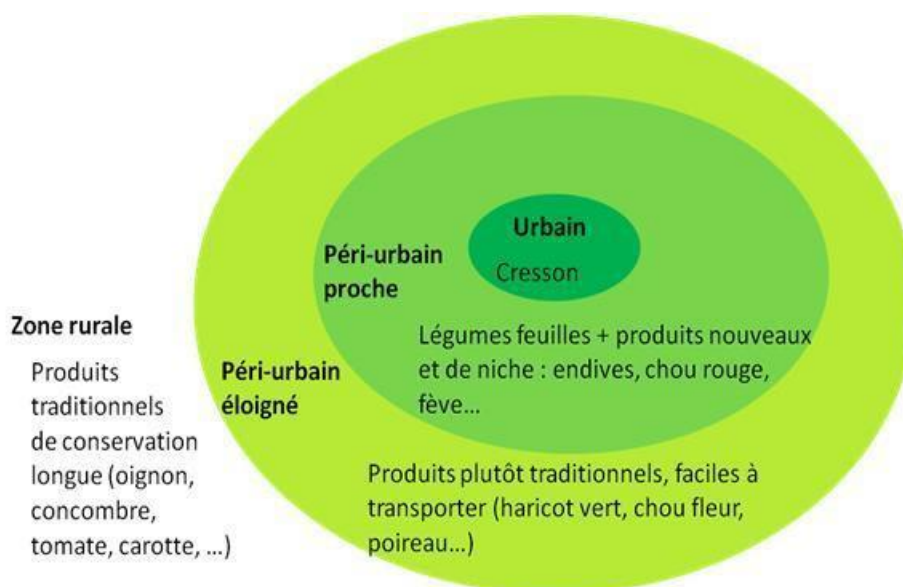 Urbain
Cresson
Péri-urbain
proche
Légumes feuilles + produits nouveaux
et de niche : endives, chou rouge,
fève...
Zone rurale
Produits
traditionnels
de conservation
longue (oignon,
concombre,
tomate, carotte, ...)
Péri-urbain
éloigné
Produits plutôt traditionnels, faciles à
transporter (haricot vert, chou fleur,
poireau...)